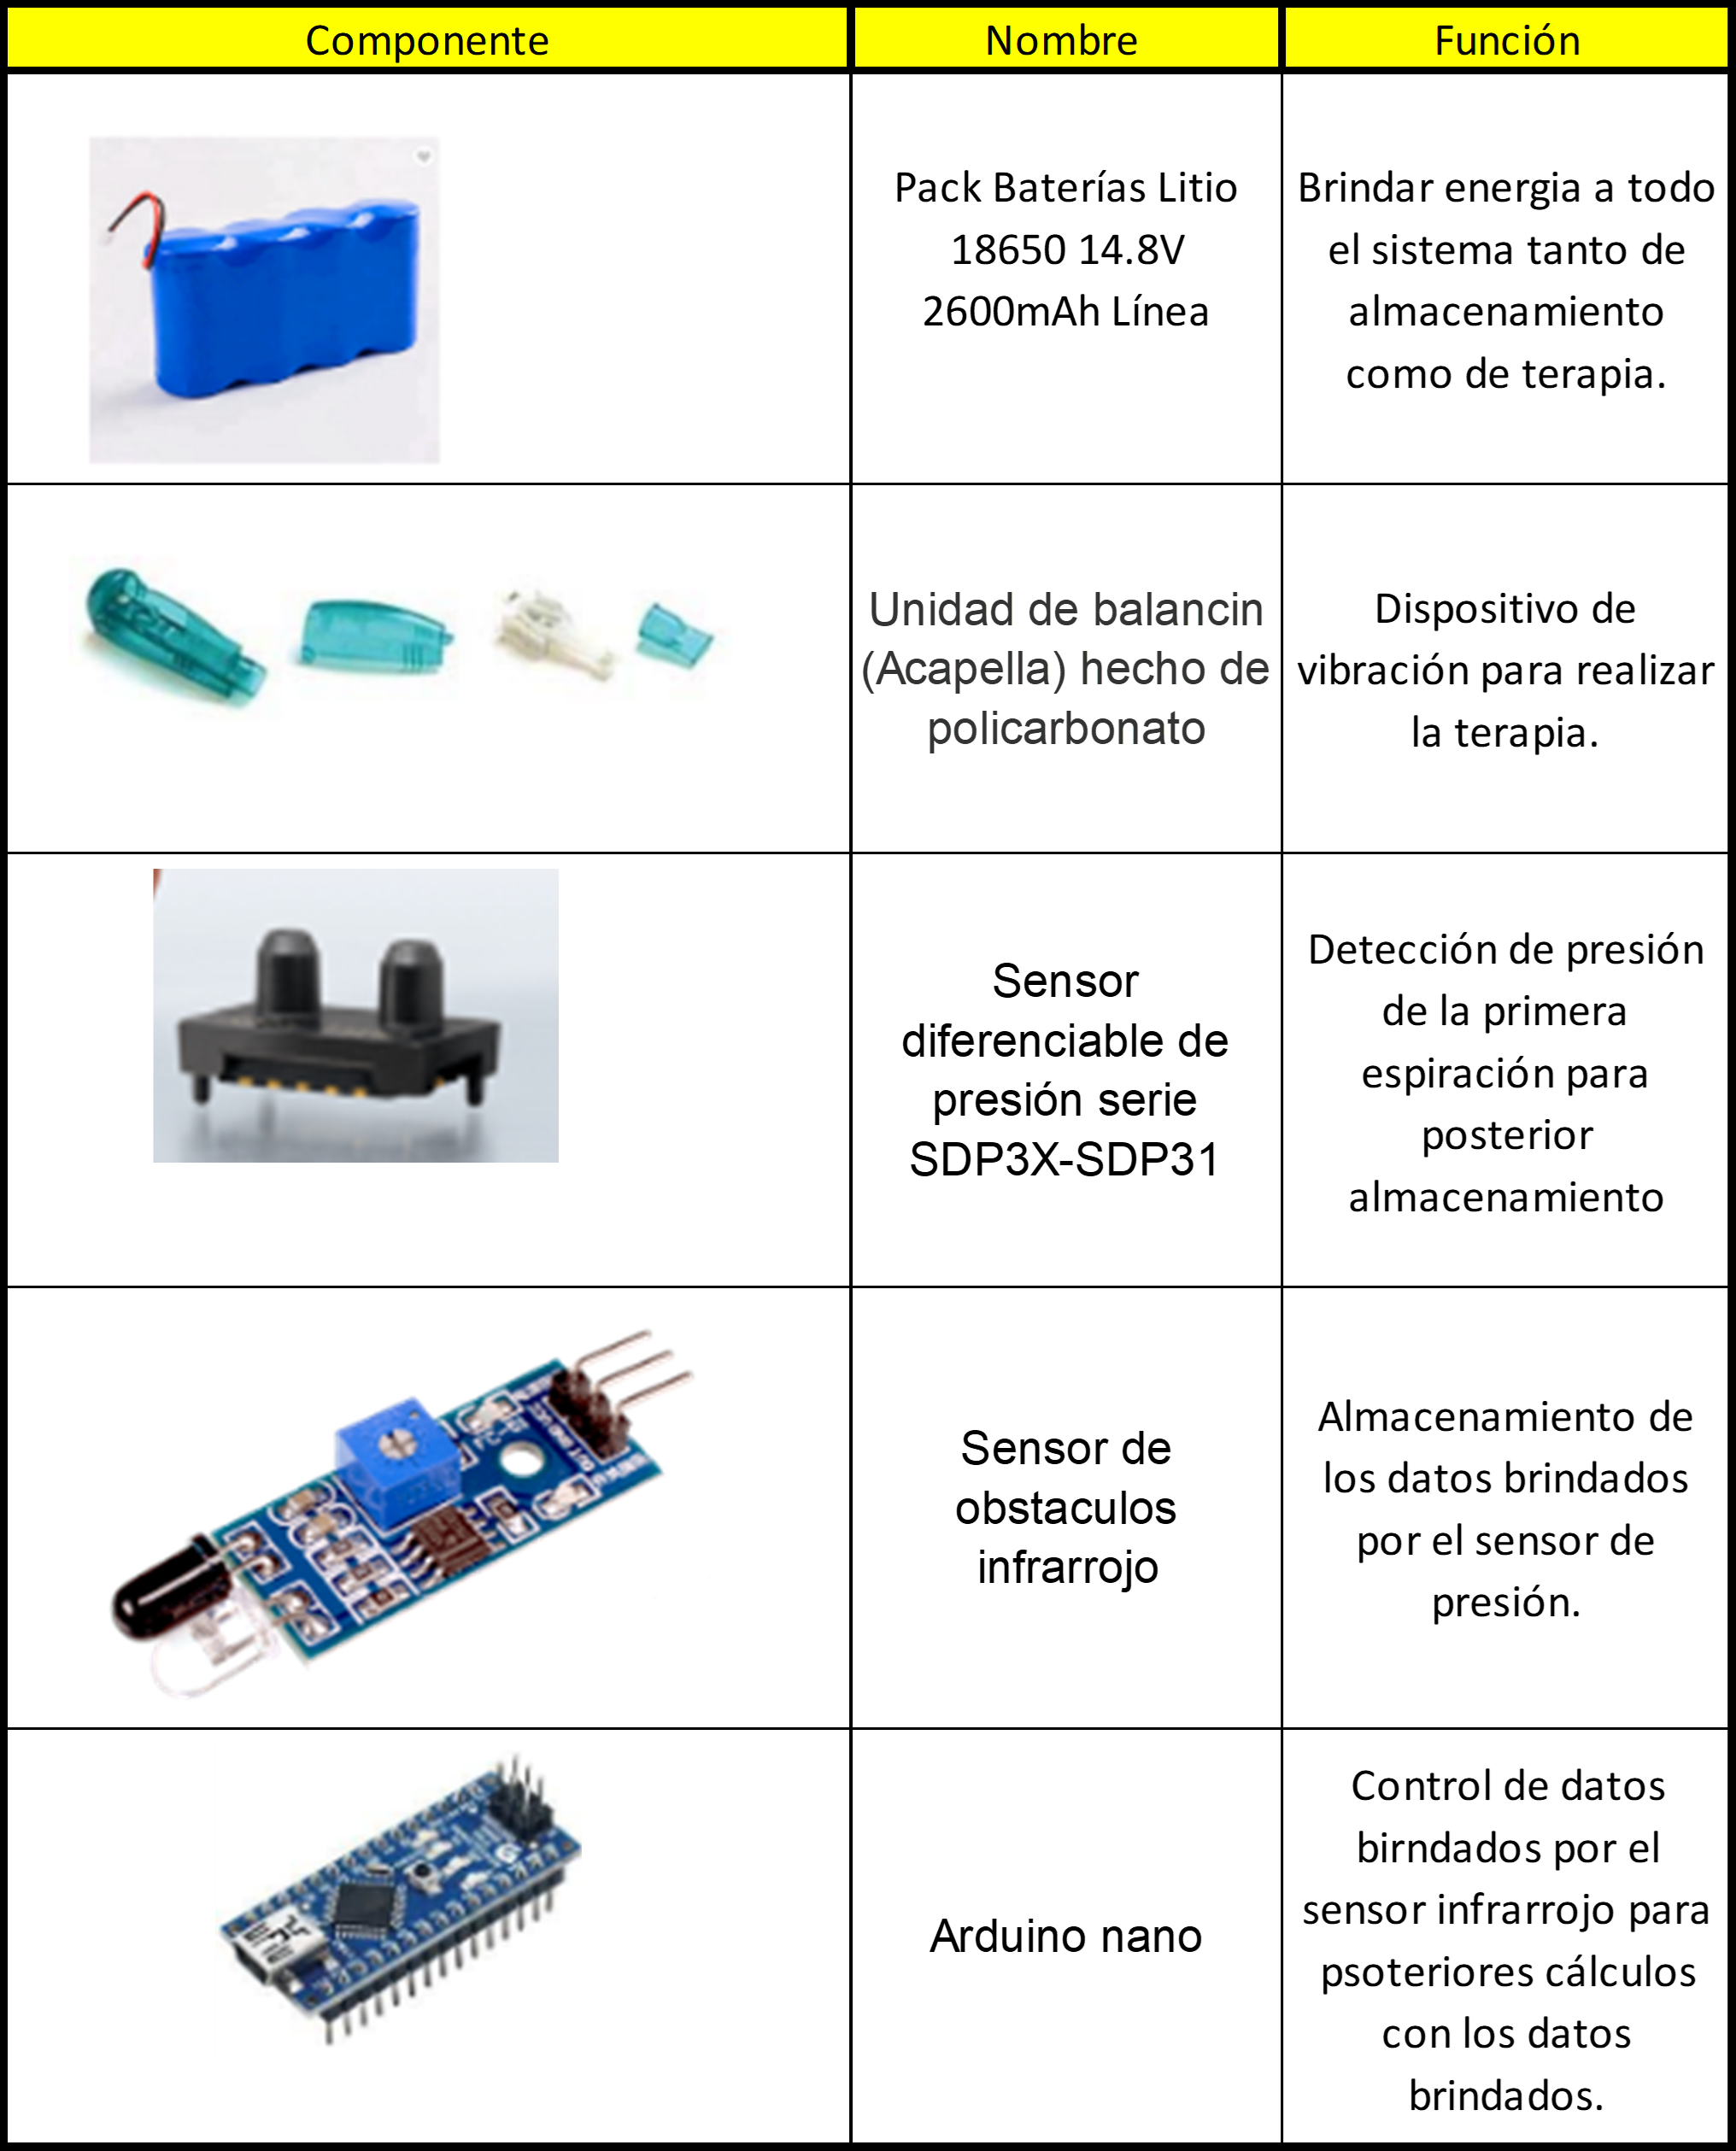 Componente
Nombre
Función
Pack Baterías Litio
18650 14.8V
2600mAh Línea
Brindar energia a todo
el sistema tanto de
almacenamiento
como de terapia.
Unidad de balancin
(Acapella) hecho de
policarbonato
Dispositivo de
vibración para realizar
la terapia.
Sensor
diferenciable de
presión serie
SDP3X-SDP31
Detección de presión
de la primera
espiración para
posterior
almacenamiento
Sensor de
obstaculos
infrarrojo
Almacenamiento de
los datos brindados
por el sensor de
presión.
Arduino nano
Control de datos
birndados por el
sensor infrarrojo para
psoteriores cálculos
con los datos
brindados.